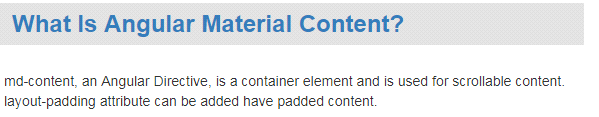 What Is Angular Material Content?
md-content, an Angular Directive, is a container element and is used for scrollable content.
layout-padding attribute can be added have padded content.